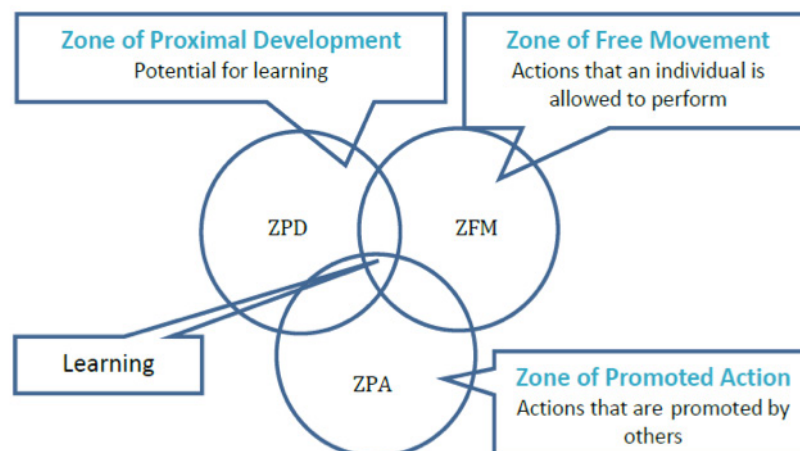 Zone of Proximal Development
Potential for learning
Zone of Free Movement
Actions that an individual is
allowed to perform
ZPD
ZFM
Learning
ZPA
Zone of Promoted Action
Actions that are promoted by
others